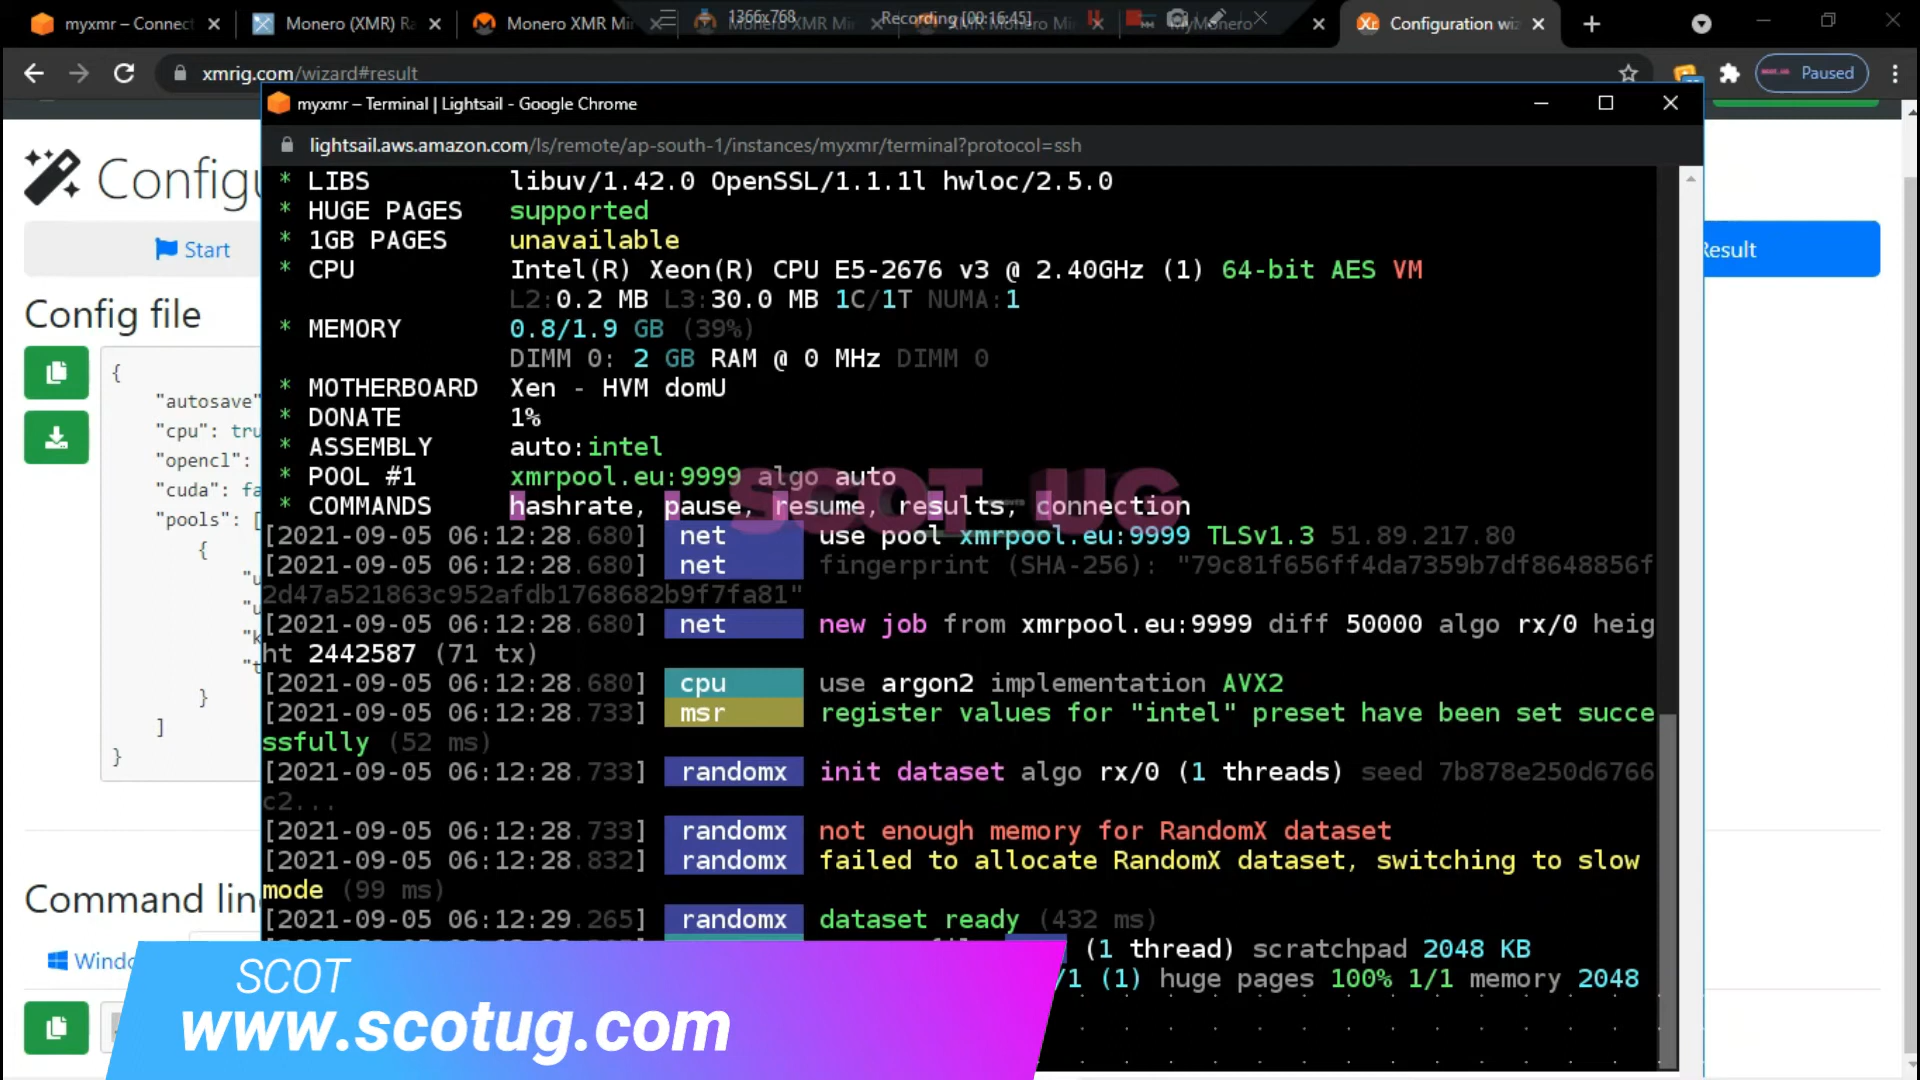 myxmr – Connect
Monero (XMR) Ra
Monero XMR Mi
1366x768
Monero XMR Mi
Recording [00:16:45]
XMR Monero Min
MyMonero
Configuration wiz
xmrig.com/wizard#result
Paused
myxmr – Terminal | Lightsail - Google Chrome
lightsail.aws.amazon.com/ls/remote/ap-south-1/instances/myxmr/terminal?protocol=ssh
Configu
Start
Result
Config file
{
"autosave"
"cpu": tru
"opencl":
"cuda": fa
"pools": [
{
"u
"u
"k
"t
}
]
}
* LIBS libuv/1.42.0 OpenSSL/1.1.1l hwloc/2.5.0
* HUGE PAGES supported
* 1GB PAGES unavailable
* CPU Intel(R) Xeon(R) CPU E5-2676 v3 @ 2.40GHz (1) 64-bit AES VM
L2:0.2 MB L3:30.0 MB 1C/1T NUMA:1
* MEMORY 0.8/1.9 GB (39%)
DIMM 0: 2 GB RAM @ 0 MHz DIMM 0
* MOTHERBOARD Xen - HVM domU
* DONATE 1%
* ASSEMBLY auto:intel
* POOL #1 xmrpool.eu:9999 algo auto
* COMMANDS hashrate, pause, resume, results, connection
SCOT UG
[2021-09-05 06:12:28.680] net use pool xmrpool.eu:9999 TLSv1.3 51.89.217.80
[2021-09-05 06:12:28.680] net fingerprint (SHA-256): "79c81f656ff4da7359b7df8648856f
2d47a521863c952afdb1768682b9f7fa81"
[2021-09-05 06:12:28.680] net new job from xmrpool.eu:9999 diff 50000 algo rx/0 heig
ht 2442587 (71 tx)
[2021-09-05 06:12:28.680] cpu use argon2 implementation AVX2
[2021-09-05 06:12:28.733] msr register values for "intel" preset have been set succe
ssfully (52 ms)
[2021-09-05 06:12:28.733] randomx init dataset algo rx/0 (1 threads) seed 7b878e250d6766
c2...
[2021-09-05 06:12:28.733] randomx not enough memory for RandomX dataset
[2021-09-05 06:12:28.832] randomx failed to allocate RandomX dataset, switching to slow
mode (99 ms)
[2021-09-05 06:12:29.265] randomx dataset ready (432 ms)
(1 thread) scratchpad 2048 KB
/1 (1) huge pages 100% 1/1 memory 2048
Command lin
Windo
SCOT
www.scotug.com